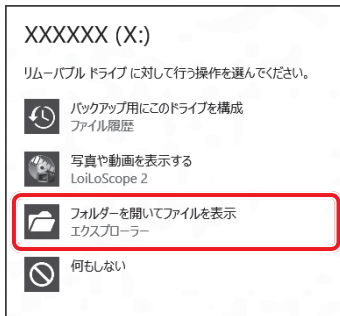 XXXXXX (X:)
リムーバブル ドライブ に対して行う操作を選んでください。
バックアップ用にこのドライブを構成
ファイル履歴
写真や動画を表示する
LoiLoScope 2
フォルダーを開いてファイルを表示
エクスプローラー
何もしない